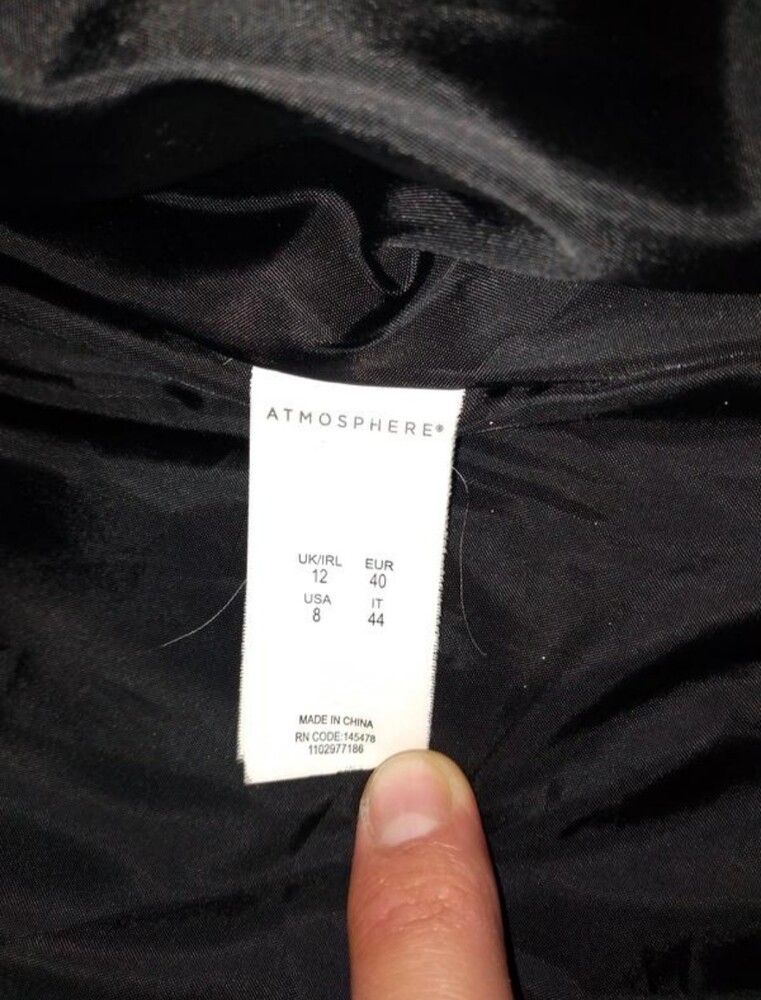 ATMOSPHERE®
UK/IRL EUR
12 40
USA IT
8 44
MADE IN CHINA
RN CODE:145478
1102977186